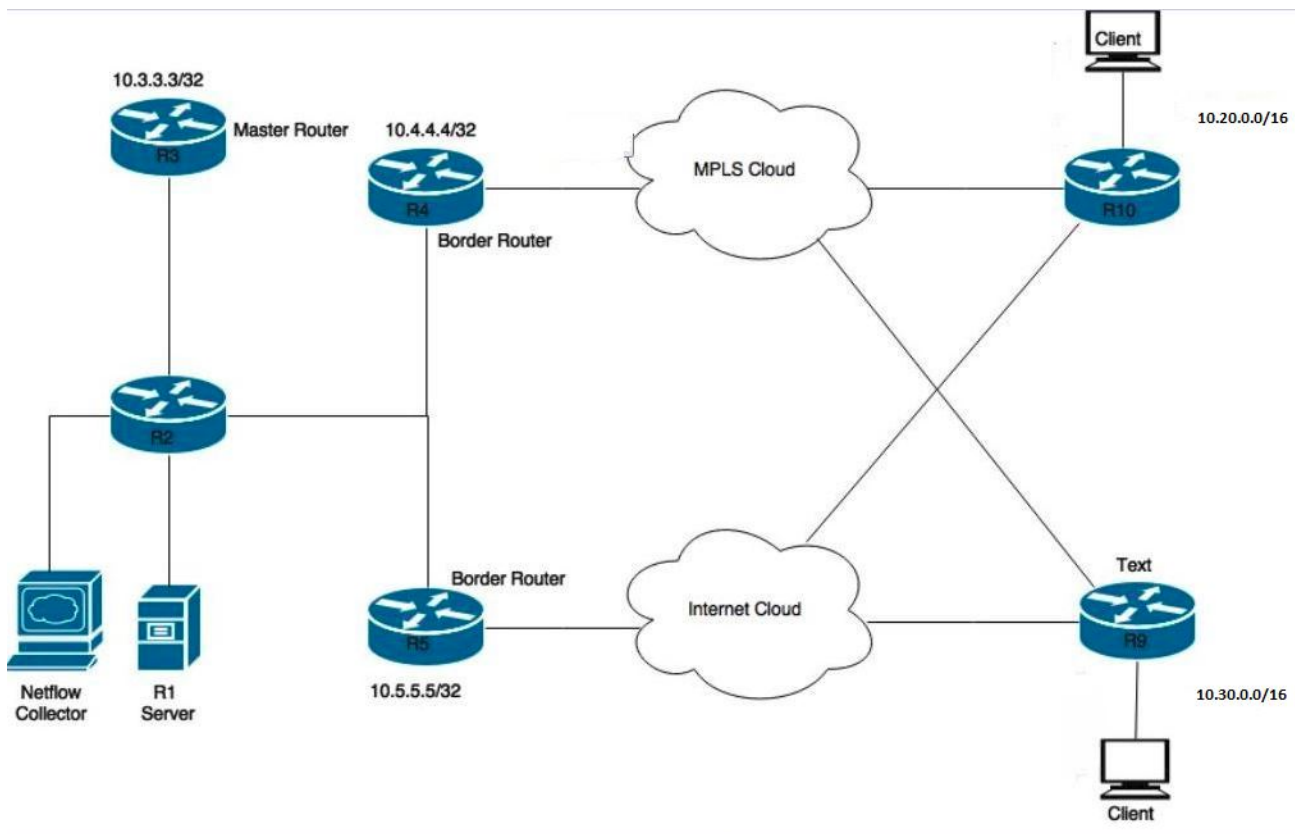 Client
10.3.3.3/32
10.20.0.0/16
Master Router
10.4.4.4/32
R3
MPLS Cloud
R4
R10
Border Router
R2
Border Router
Text
Internet Cloud
R5
R9
10.5.5.5/32
Netflow
Collector
R1
Server
10.30.0.0/16
Client